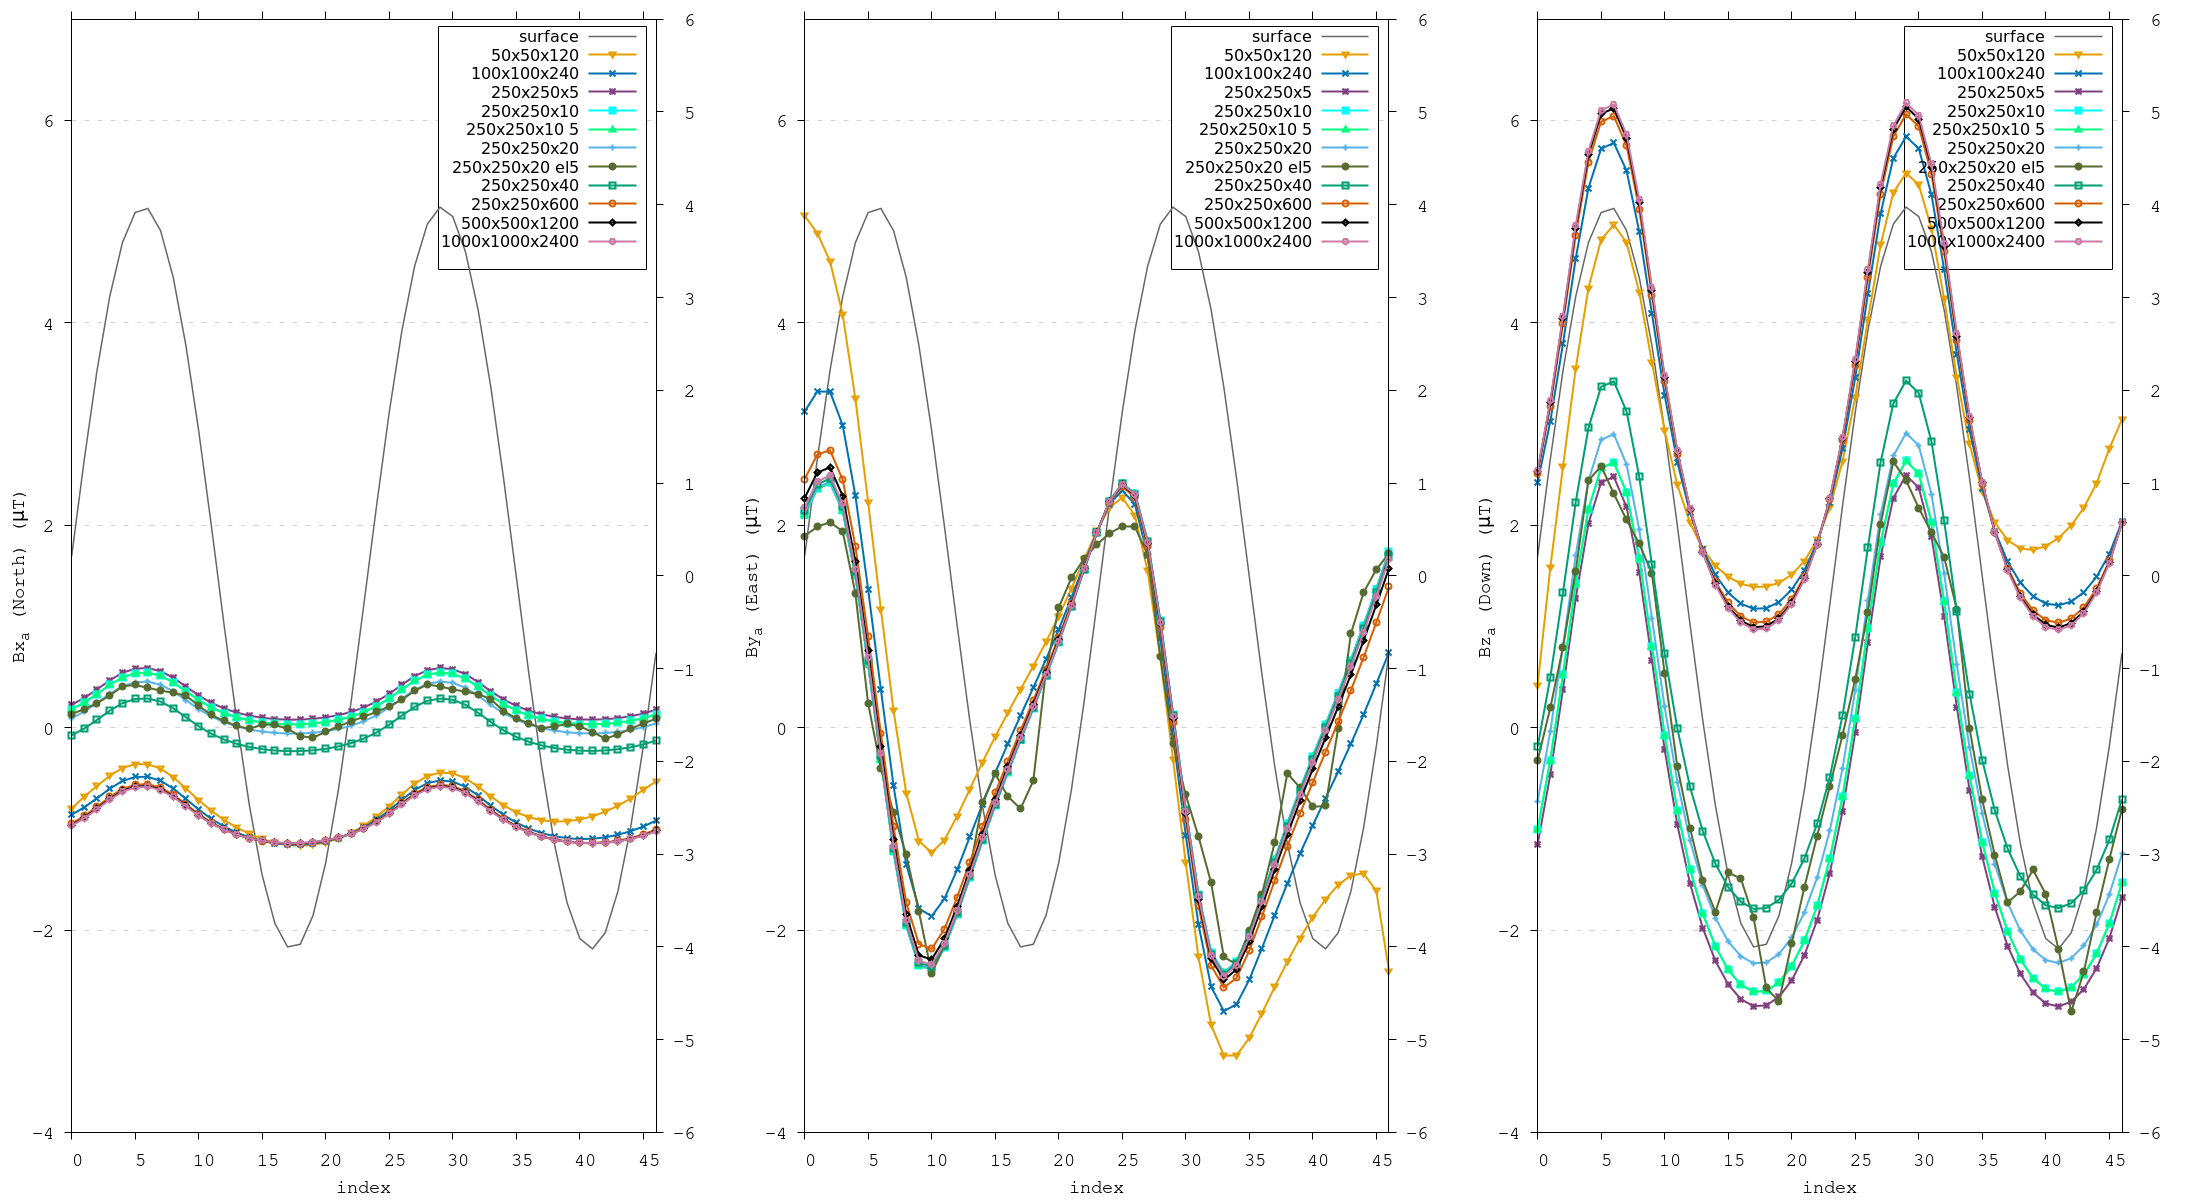 Bx_a (North) (µT)
6
4
2
0
−2
−4
surface
50x50x120
100x100x240
250x250x5
250x250x10
250x250x10 5
250x250x20
250x250x20 el5
250x250x40
250x250x600
500x500x1200
1000x1000x2400
6
5
4
3
2
1
0
−1
−2
−3
−4
−5
−6
0 5 10 15 20 25 30 35 40 45
index
By_a (East) (µT)
6
4
2
0
−2
−4
surface
50x50x120
100x100x240
250x250x5
250x250x10
250x250x10 5
250x250x20
250x250x20 el5
250x250x40
250x250x600
500x500x1200
1000x1000x2400
6
5
4
3
2
1
0
−1
−2
−3
−4
−5
−6
0 5 10 15 20 25 30 35 40 45
index
Bz_a (Down) (µT)
6
4
2
0
−2
−4
surface
50x50x120
100x100x240
250x250x5
250x250x10
250x250x10 5
250x250x20
250x250x20 el5
250x250x40
250x250x600
500x500x1200
1000x1000x2400
6
5
4
3
2
1
0
−1
−2
−3
−4
−5
−6
0 5 10 15 20 25 30 35 40 45
index